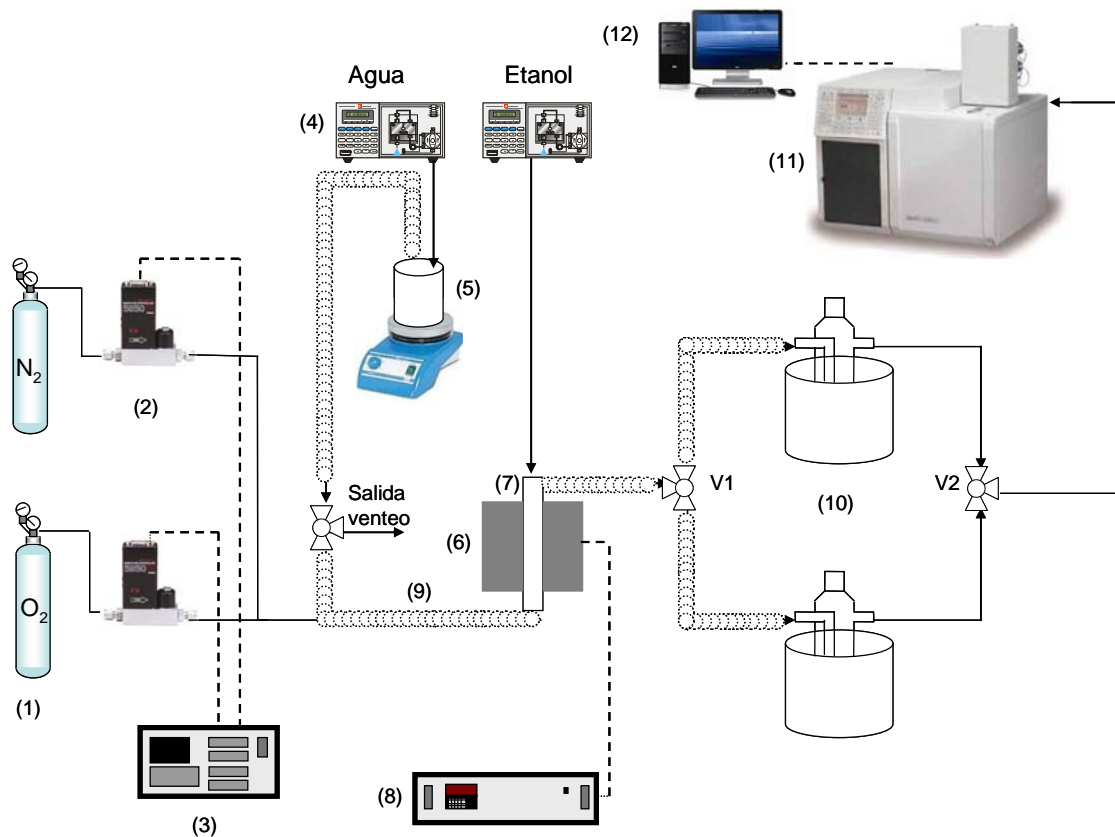 (12)
Agua Etanol
(4)
(11)
(5)
N2
(2)
(7)
V1
V2
Salida
venteo
(10)
(6)
O2
(9)
(1)
(8)
(3)